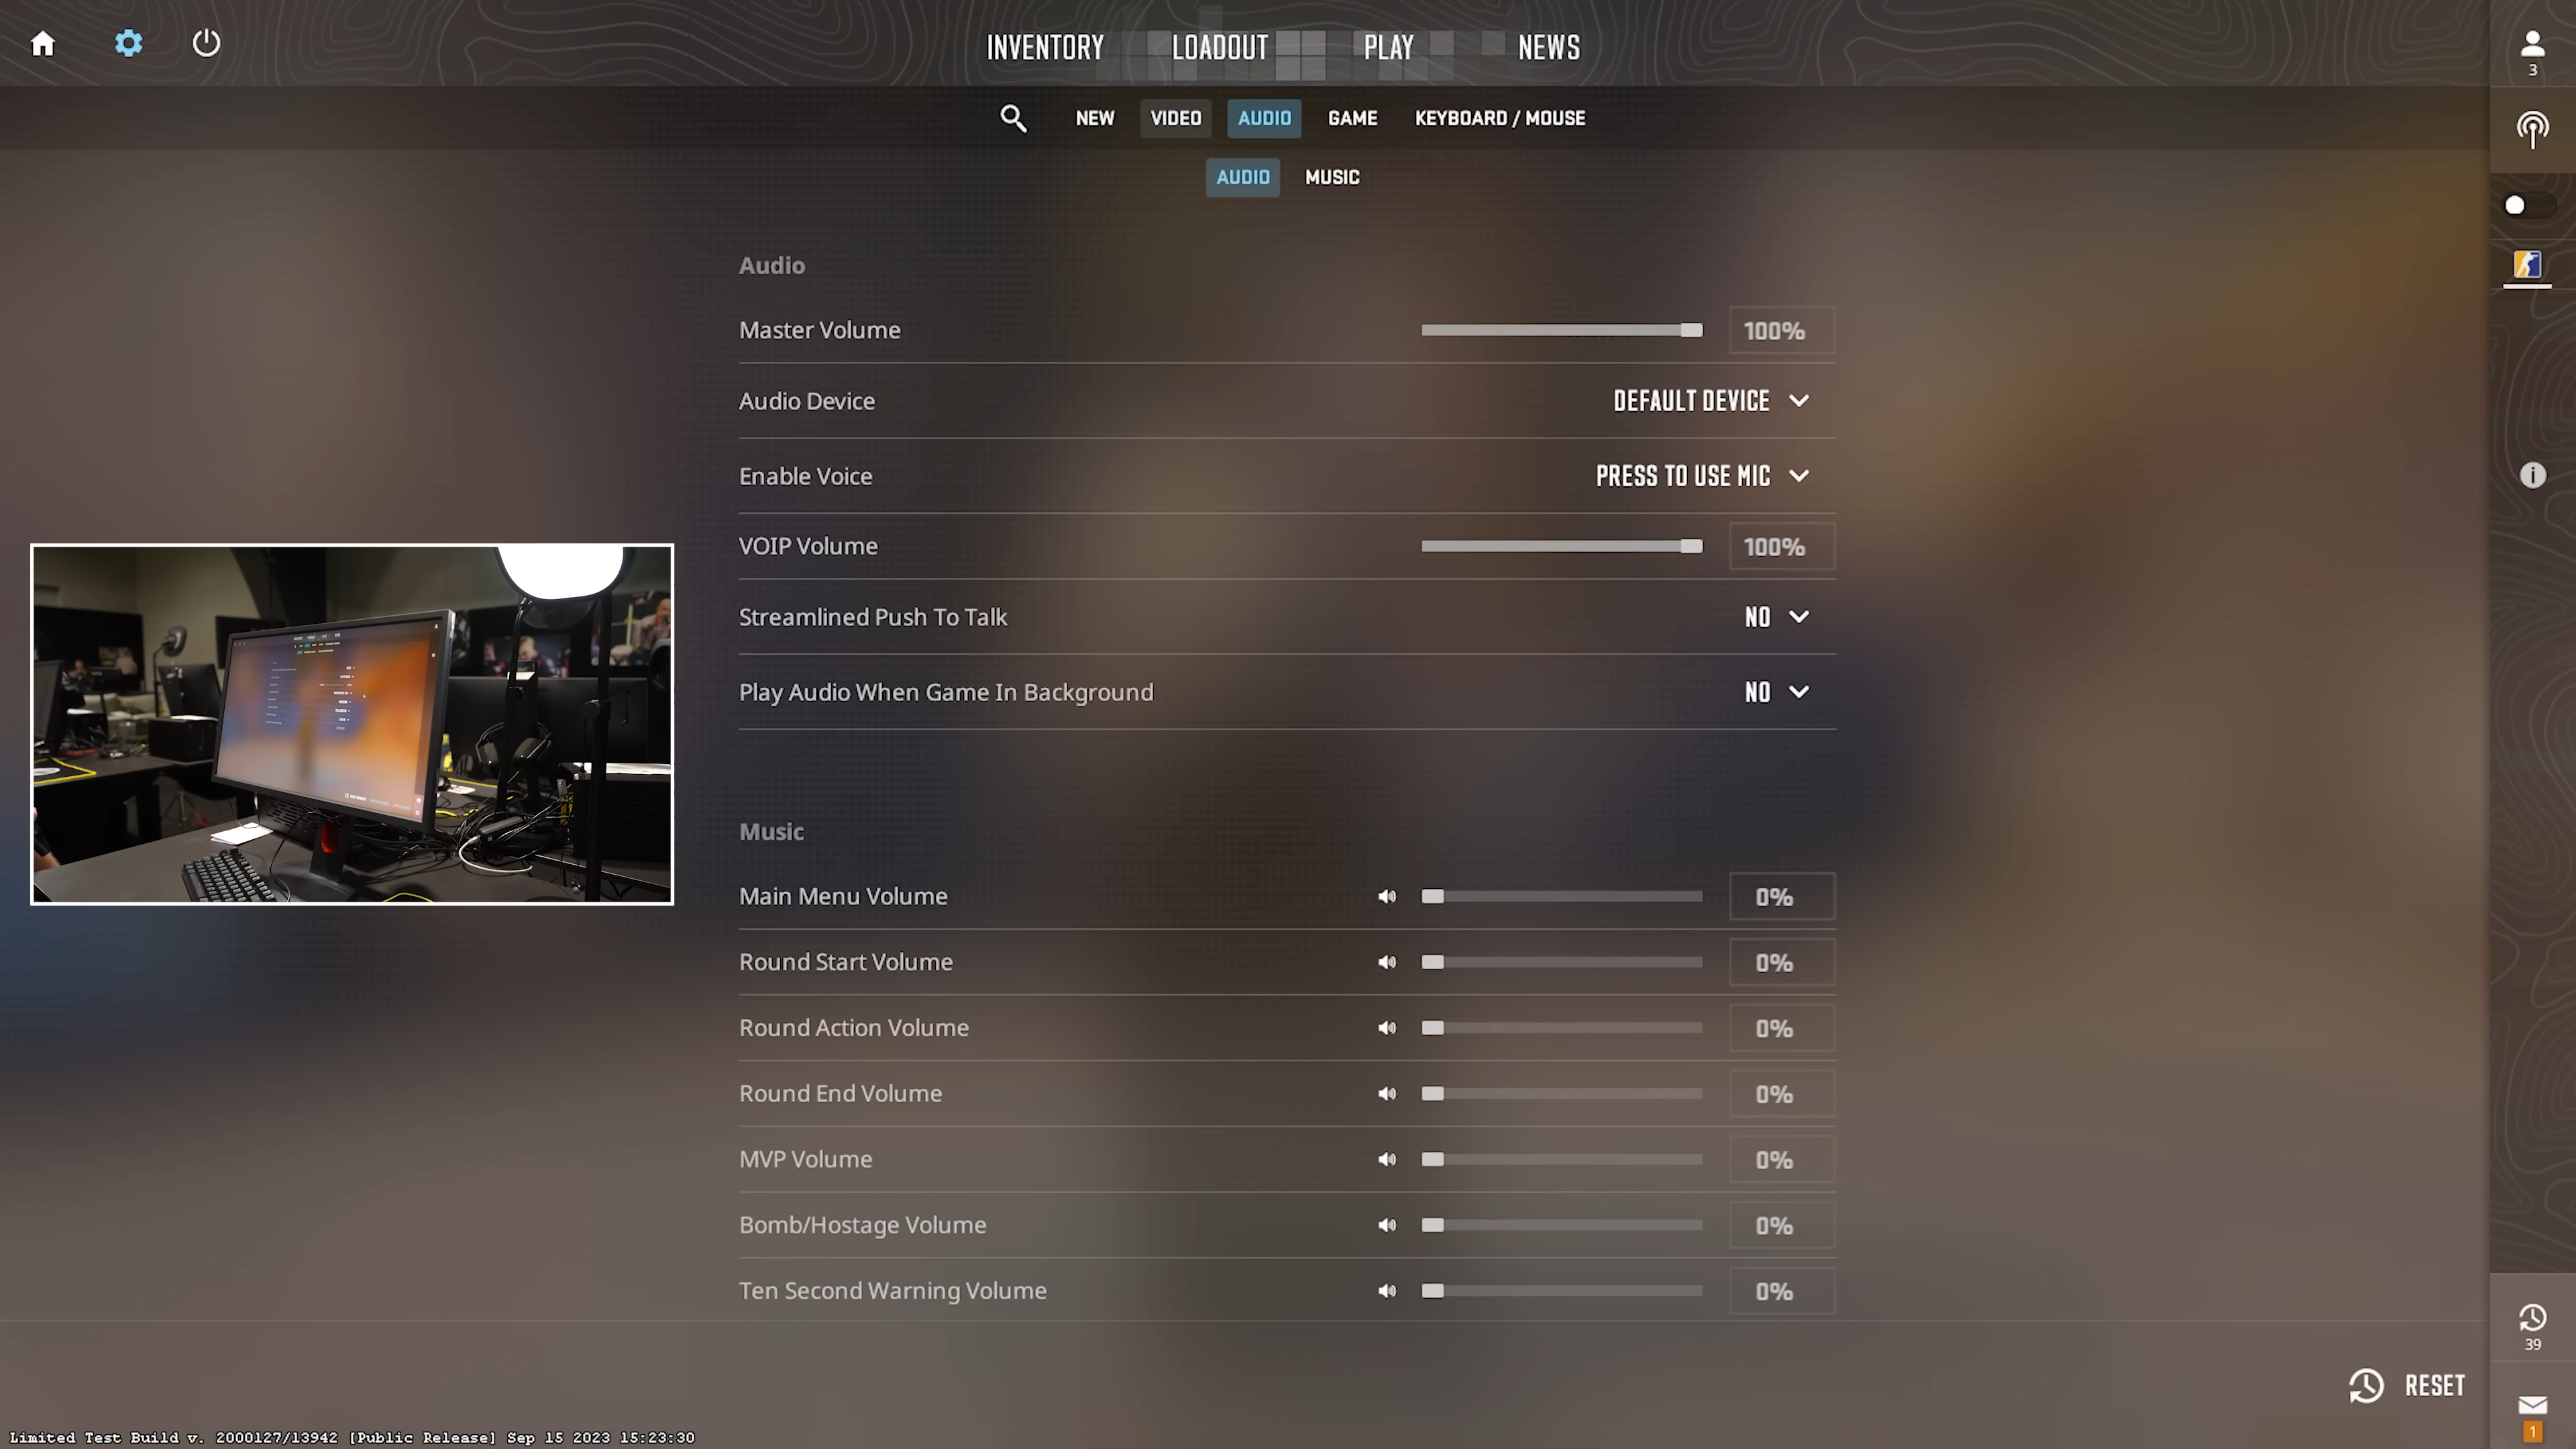 INVENTORY LOADOUT PLAY NEWS
3
NEW VIDEO AUDIO GAME KEYBOARD / MOUSE
AUDIO MUSIC
Audio
Master Volume 100%
Audio Device DEFAULT DEVICE
Enable Voice PRESS TO USE MIC
VOIP Volume 100%
Streamlined Push To Talk NO
Play Audio When Game In Background NO
Music
Main Menu Volume 0%
Round Start Volume 0%
Round Action Volume 0%
Round End Volume 0%
MVP Volume 0%
Bomb/Hostage Volume 0%
Ten Second Warning Volume 0%
39
RESET
1
Limited Test Build v. 2000127/13942 [Public Release] Sep 15 2023 15:23:30